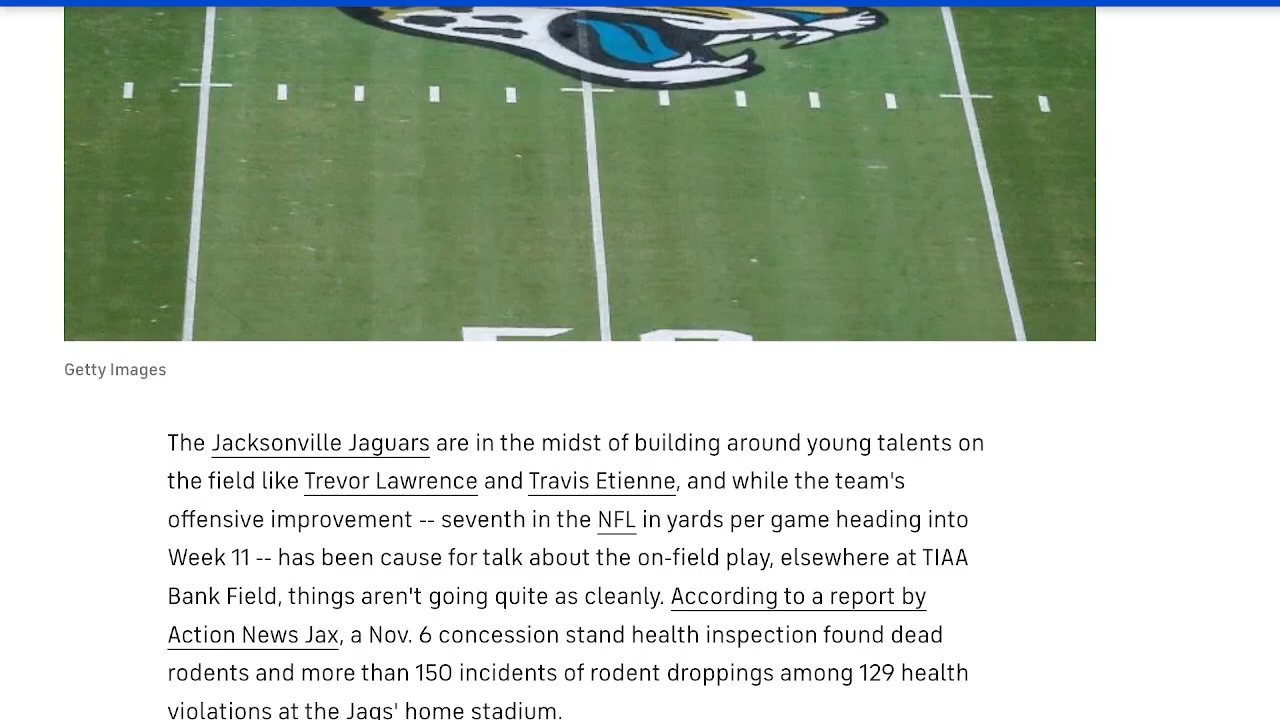 Getty Images
The Jacksonville Jaguars are in the midst of building around young talents on
the field like Trevor Lawrence and Travis Etienne, and while the team's
offensive improvement -- seventh in the NFL in yards per game heading into
Week 11 -- has been cause for talk about the on-field play, elsewhere at TIAA
Bank Field, things aren't going quite as cleanly. According to a report by
Action News Jax, a Nov. 6 concession stand health inspection found dead
rodents and more than 150 incidents of rodent droppings among 129 health
violations at the Jags' home stadium.